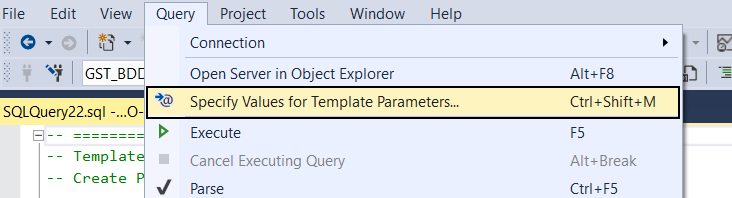 File Edit View Query Project Tools Window Help
Connection
GST_BDD
Open Server in Object Explorer Alt+F8
SQLQuery22.sql -...O-
Specify Values for Template Parameters... Ctrl+Shift+M
-- =========
Execute F5
-- Template
Cancel Executing Query Alt+Break
-- Create P
Parse Ctrl+F5